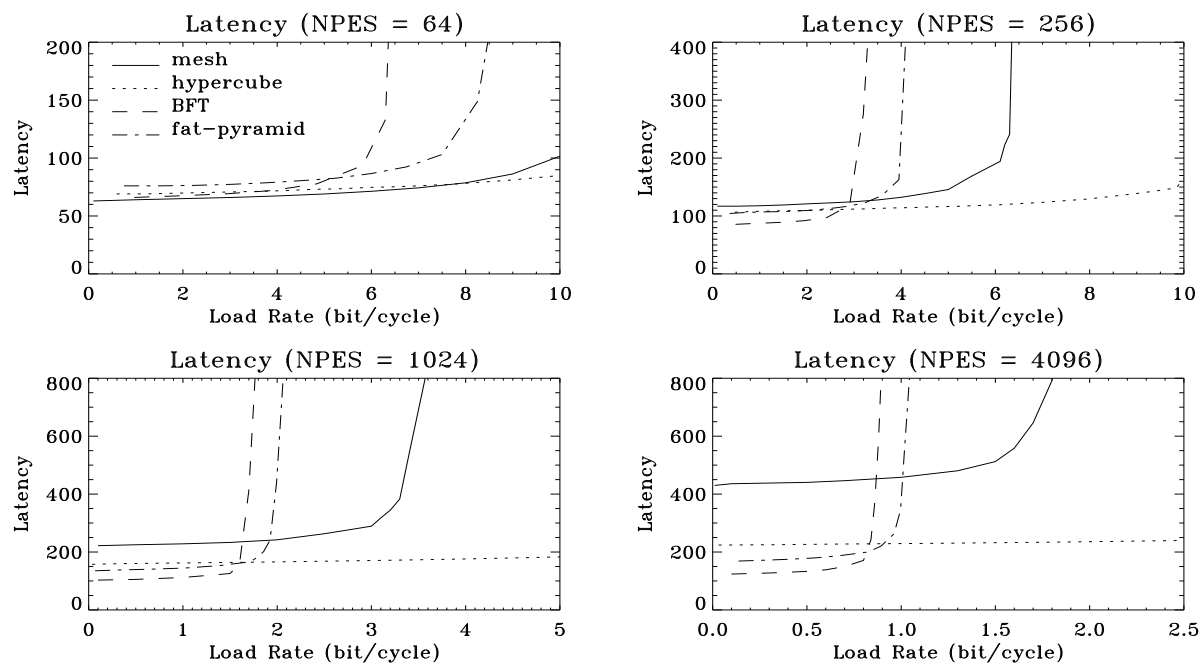 Latency (NPES = 64)
200
150
100
50
0
Latency
mesh
hypercube
BFT
fat-pyramid
0 2 4 6 8 10
Load Rate (bit/cycle)
Latency (NPES = 256)
400
300
200
100
0
Latency
0 2 4 6 8 10
Load Rate (bit/cycle)
Latency (NPES = 1024)
800
600
400
200
0
Latency
0 1 2 3 4 5
Load Rate (bit/cycle)
Latency (NPES = 4096)
800
600
400
200
0
Latency
0.0 0.5 1.0 1.5 2.0 2.5
Load Rate (bit/cycle)